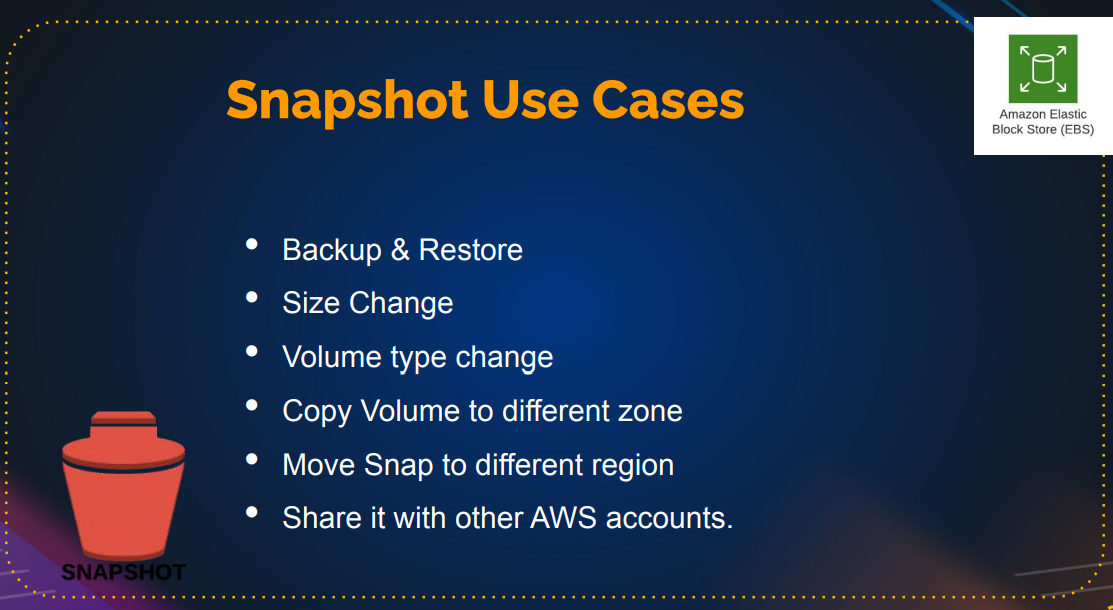 Amazon Elastic
Block Store (EBS)
Snapshot Use Cases
• Backup & Restore
• Size Change
• Volume type change
• Copy Volume to different zone
• Move Snap to different region
• Share it with other AWS accounts.
SNAPSHOT